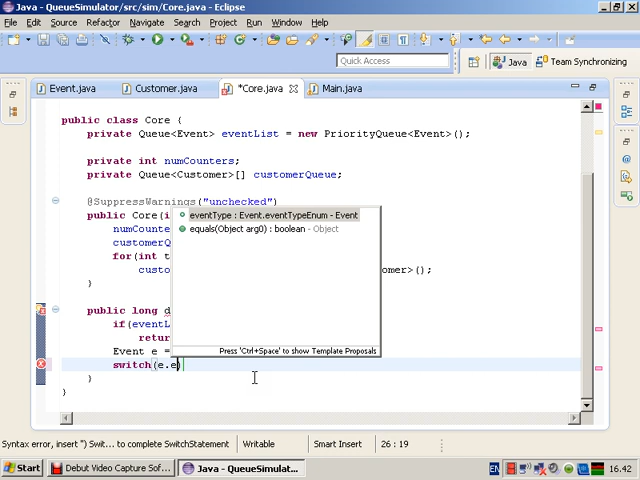 Java - QueueSimulator/src/sim/Core.java - Eclipse
File Edit Source Refactor Navigate Search Project Run Window Help
Quick Access
Java
Team Synchronizing
Event.java
Customer.java
*Core.java
Main.java
public class Core {
private Queue<Event> eventList = new PriorityQueue<Event>();
private int numCounters;
private Queue<Customer>[] customerQueue;
@SuppressWarnings("unchecked")
public Core(i
numCounte
customerQ
for(int t
custo
omer>();
}
public long d
if(eventL
return
Event e =
switch(e.e)
}
}
eventType : Event.eventTypeEnum - Event
equals(Object arg0) : boolean - Object
Press 'Ctrl+Space' to show Template Proposals
Syntax error, insert ") Swit... to complete SwitchStatement
Writable
Smart Insert
26 : 19
Start
Debut Video Capture Sof...
Java - QueueSimulat...
EN
16.42